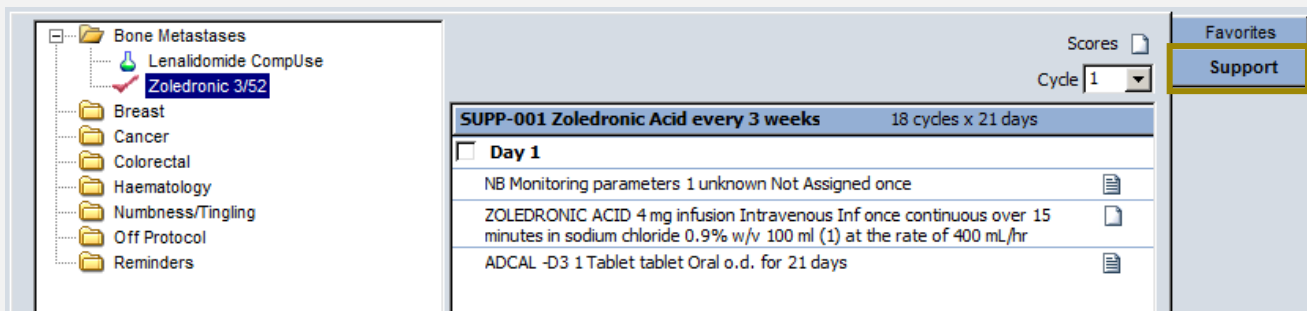 Bone Metastases
Lenalidomide CompUse
Zoledronic 3/52
Breast
Cancer
Colorectal
Haematology
Numbness/Tingling
Off Protocol
Reminders
Scores
Cycle 1
SUPP-001 Zoledronic Acid every 3 weeks 18 cycles x 21 days
Day 1
NB Monitoring parameters 1 unknown Not Assigned once
ZOLEDRONIC ACID 4 mg infusion Intravenous Inf once continuous over 15
minutes in sodium chloride 0.9% w/v 100 ml (1) at the rate of 400 mL/hr
ADCAL -D3 1 Tablet tablet Oral o.d. for 21 days
Favorites
Support